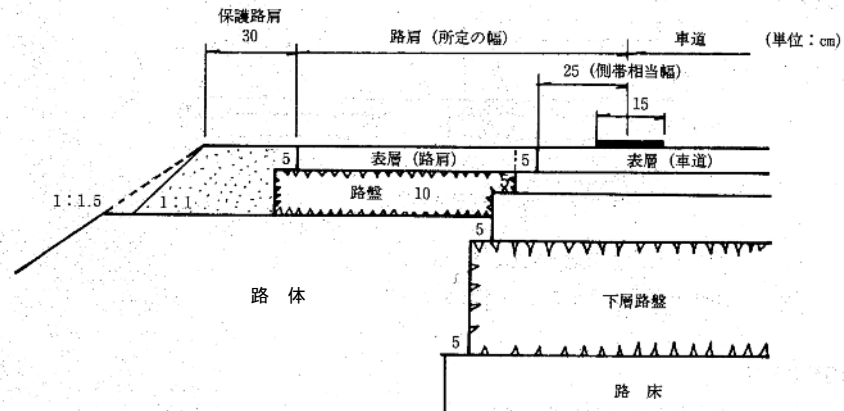 保護路肩
30
路肩 (所定の幅)
車道
(単位:cm)
25 (側帯相当幅)
15
5
表層 (路肩)
5
表層 (車道)
路盤 10
1:1.5
1:1
5
路 体
下層路盤
5
路 床